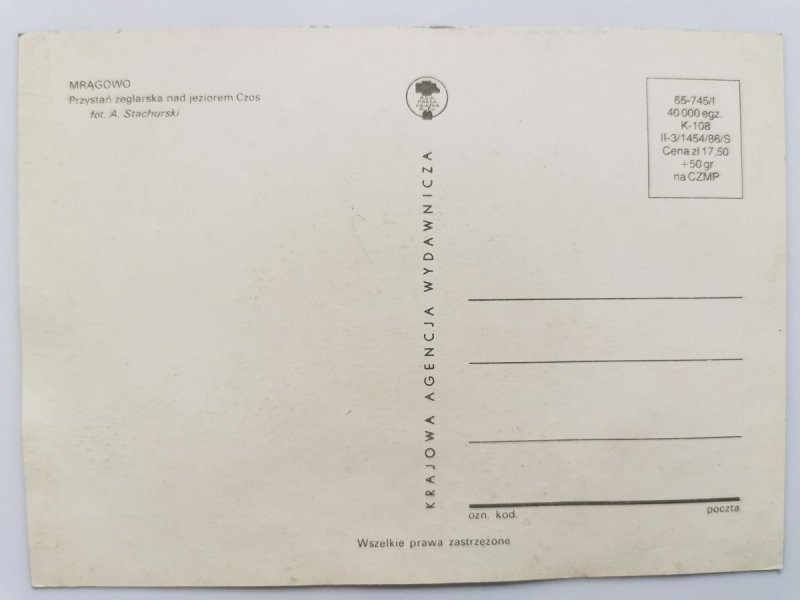 MRĄGOWO
Przystań żeglarska nad jeziorem Czos
fot. A. Stachurski
KRAJOWA AGENCJA WYDAWNICZA
65-745/I
40 000 egz.
K-108
II-3/1454/86/S
Cena zł 17,50
+50 gr
na CZMP
ozn. kod.
poczta
Wszelkie prawa zastrzeżone